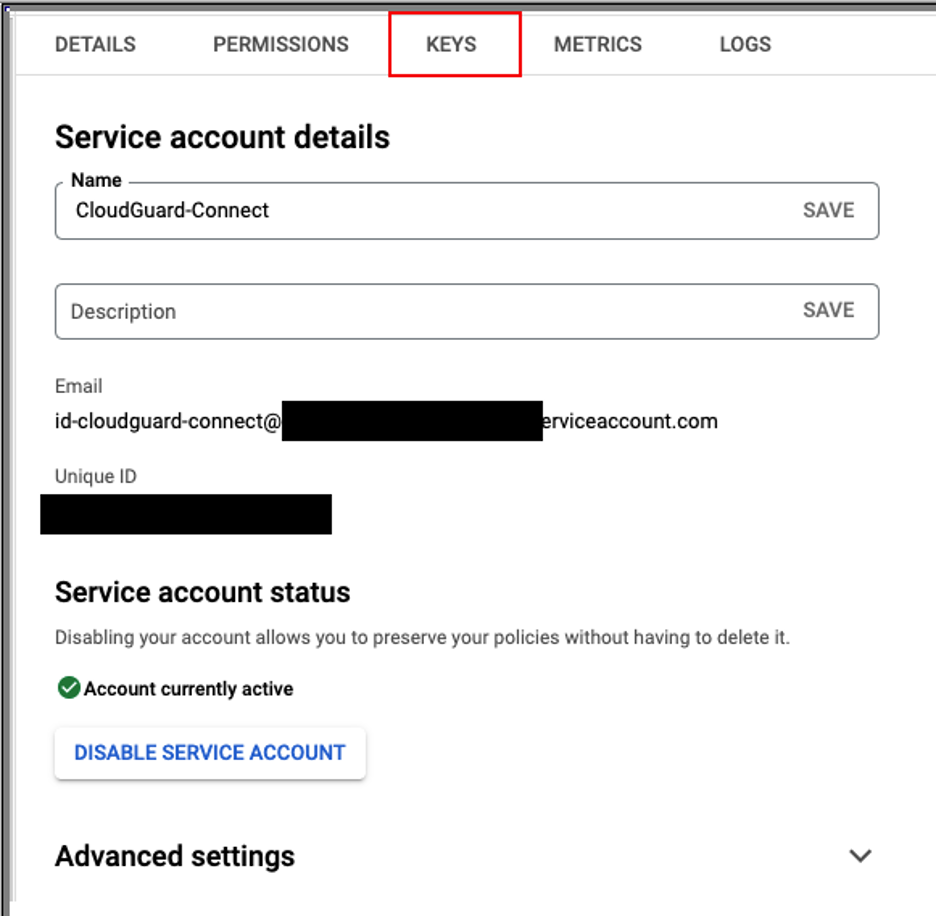 DETAILS PERMISSIONS KEYS METRICS LOGS
Service account details
Name
CloudGuard-Connect SAVE
Description SAVE
Email
id-cloudguard-connect@ erviceaccount.com
Unique ID
Service account status
Disabling your account allows you to preserve your policies without having to delete it.
Account currently active
DISABLE SERVICE ACCOUNT
Advanced settings